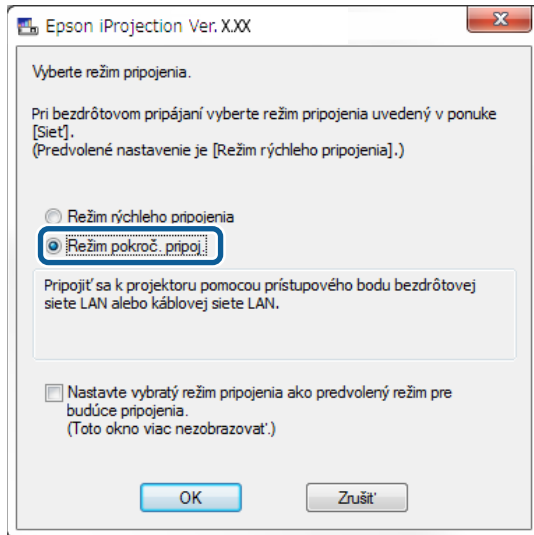 Epson iProjection Ver. X.XX
Vyberte režim pripojenia.
Pri bezdrôtovom pripájaní vyberte režim pripojenia uvedený v ponuke
[Sieť].
(Predvolené nastavenie je [Režim rýchleho pripojenia].)
Režim rýchleho pripojenia
Režim pokroč. pripoj.
Pripojiť sa k projektoru pomocou prístupového bodu bezdrôtovej
siete LAN alebo káblovej siete LAN.
Nastavte vybratý režim pripojenia ako predvolený režim pre
budúce pripojenia.
(Toto okno viac nezobrazovať.)
OK
Zrušiť